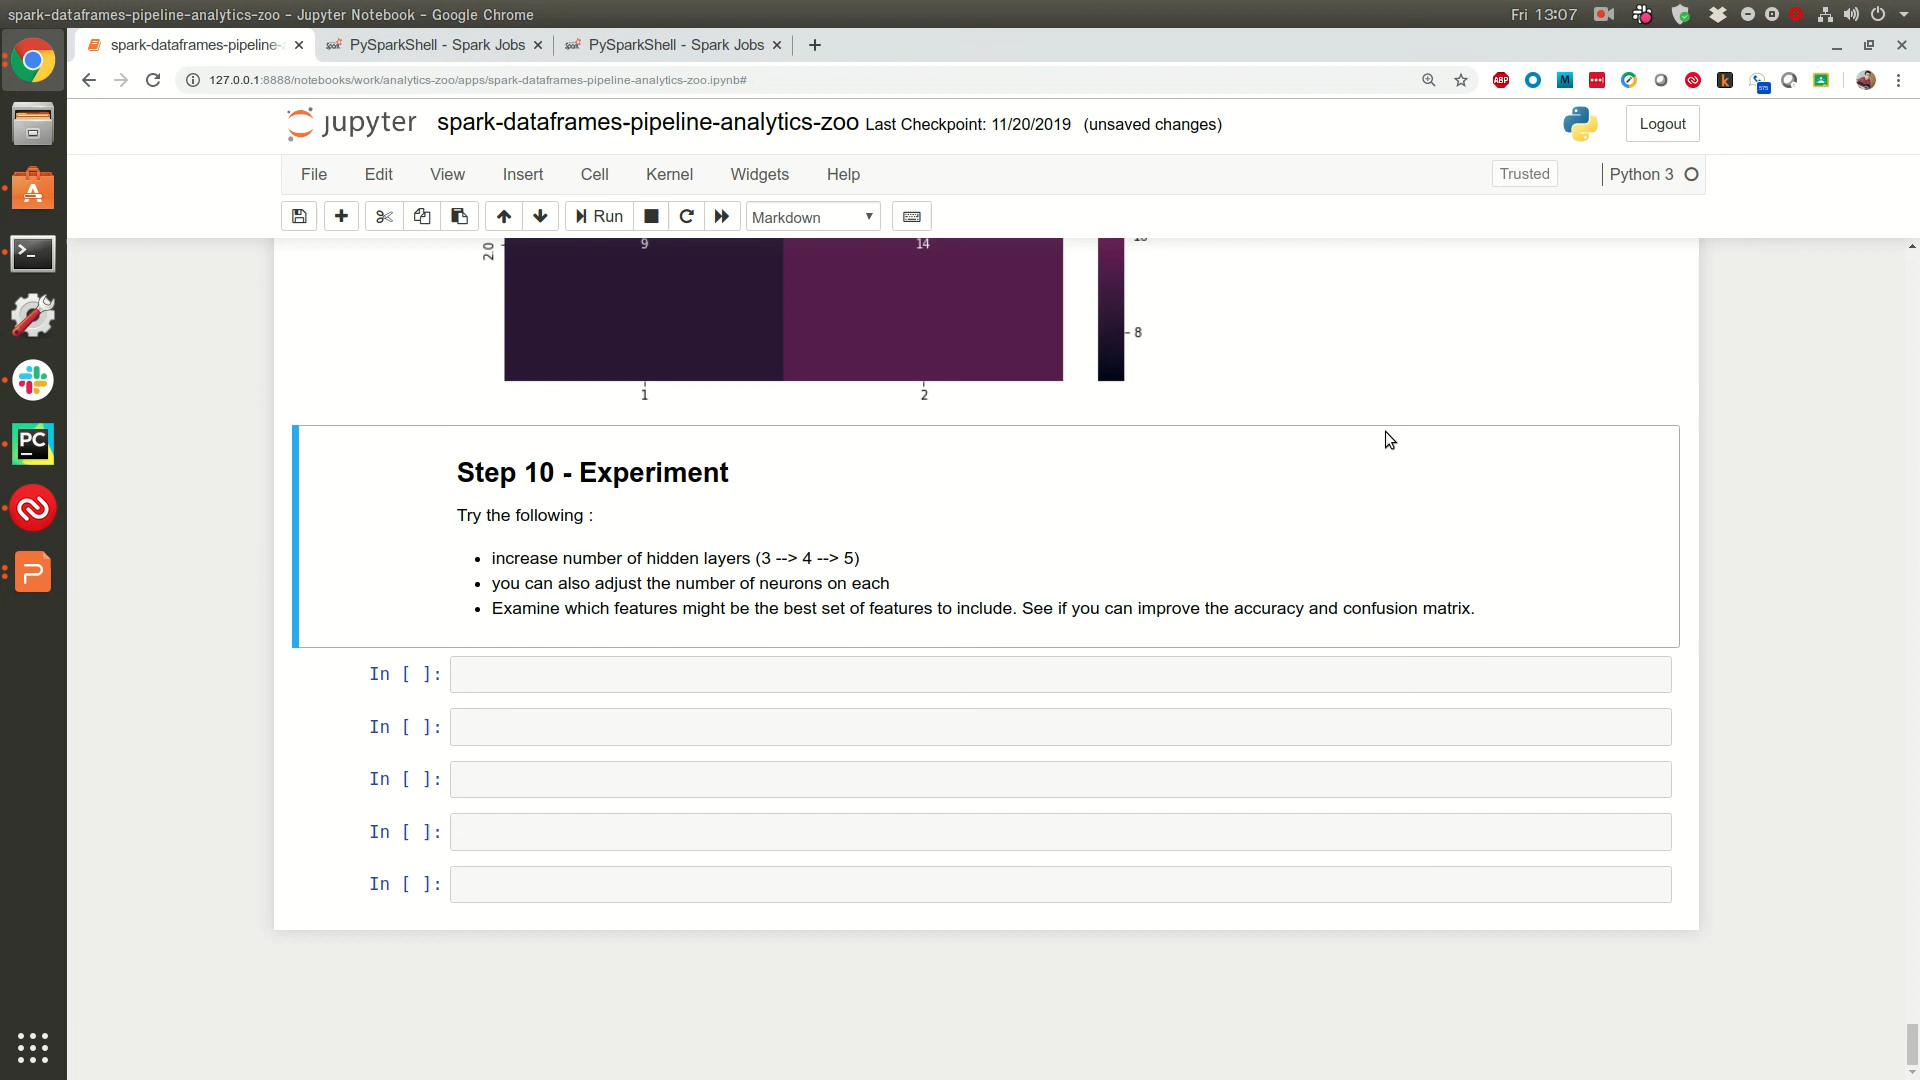 spark-dataframes-pipeline-analytics-zoo - Jupyter Notebook - Google Chrome
Fri 13:07
spark-dataframes-pipeline-
PySparkShell - Spark Jobs
PySparkShell - Spark Jobs
127.0.0.1:8888/notebooks/work/analytics-zoo/apps/spark-dataframes-pipeline-analytics-zoo.ipynb#
ABP
M
k
575
jupyter
spark-dataframes-pipeline-analytics-zoo Last Checkpoint: 11/20/2019 (unsaved changes)
Logout
File Edit View Insert Cell Kernel Widgets Help
Trusted
Python 3
Run
Markdown
2.0
9
14
8
1
2
PC
Step 10 - Experiment
Try the following :
• increase number of hidden layers (3 --> 4 --> 5)
• you can also adjust the number of neurons on each
• Examine which features might be the best set of features to include. See if you can improve the accuracy and confusion matrix.
In [ ]:
In [ ]:
In [ ]:
In [ ]:
In [ ]: